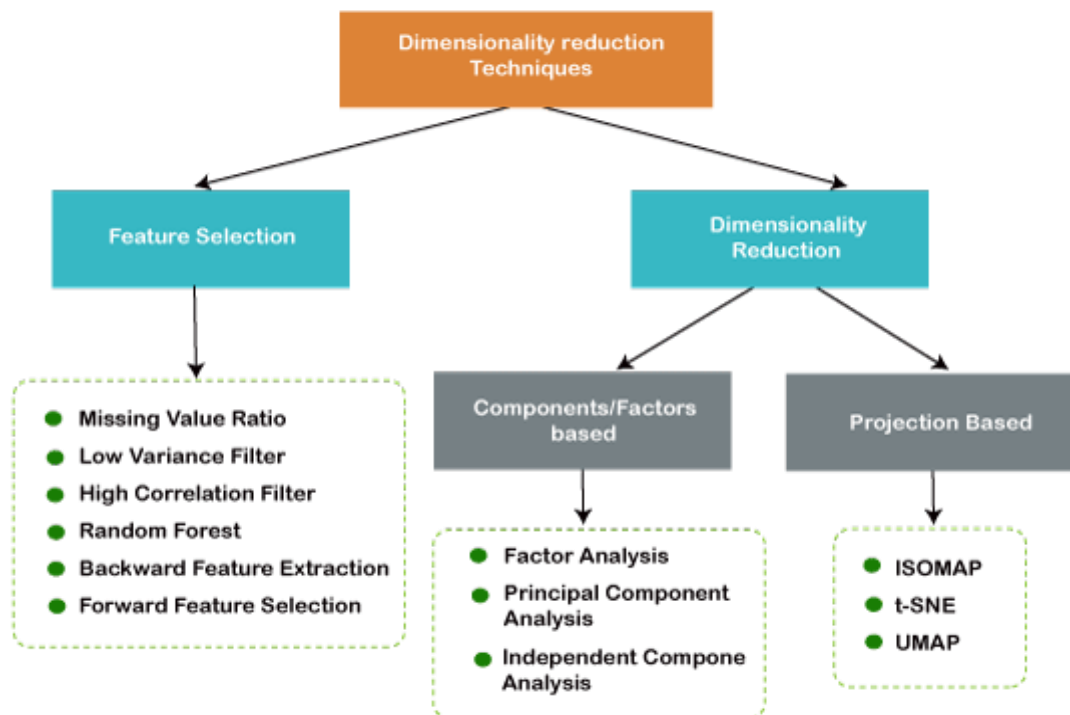 Dimensionality reduction
Techniques
Feature Selection
Dimensionality
Reduction
Missing Value Ratio
Low Variance Filter
High Correlation Filter
Random Forest
Backward Feature Extraction
Forward Feature Selection
Components/Factors
based
Projection Based
Factor Analysis
Principal Component
Analysis
Independent Compone
Analysis
ISOMAP
t-SNE
UMAP